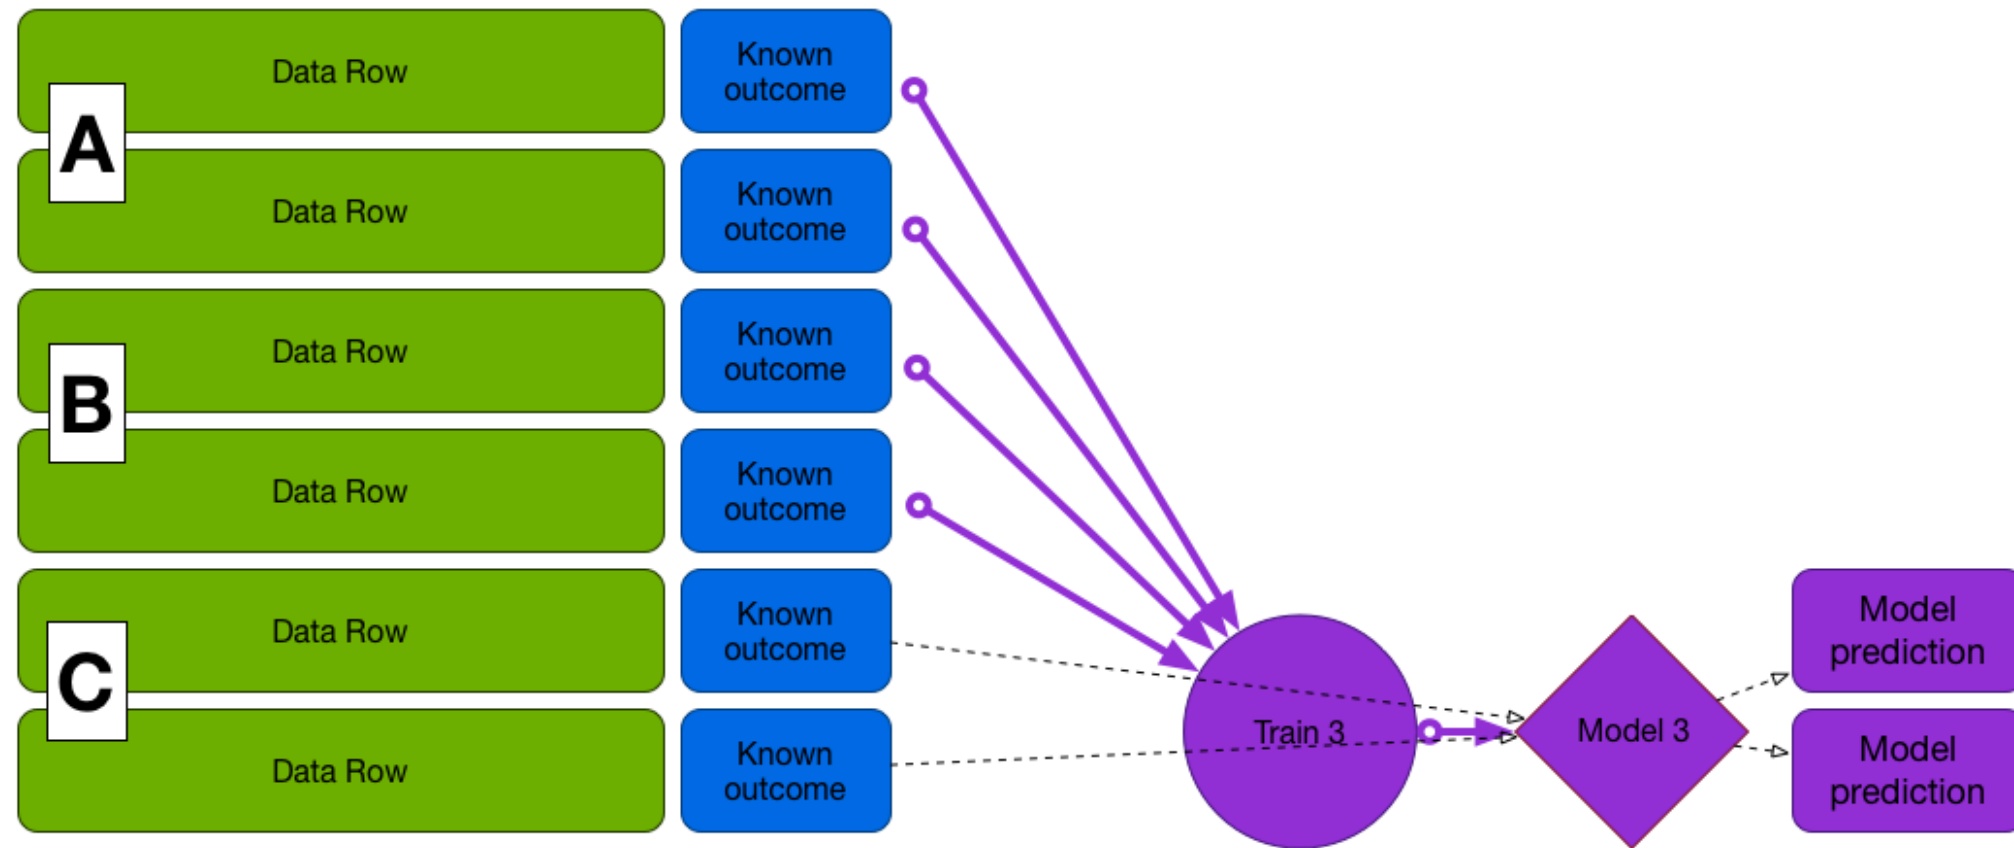 Data Row
Known
outcome
A
Data Row
Known
outcome
Data Row
Known
outcome
B
Data Row
Known
outcome
Data Row
Known
outcome
C
Data Row
Known
outcome
Train 3
Model 3
Model
prediction
Model
prediction